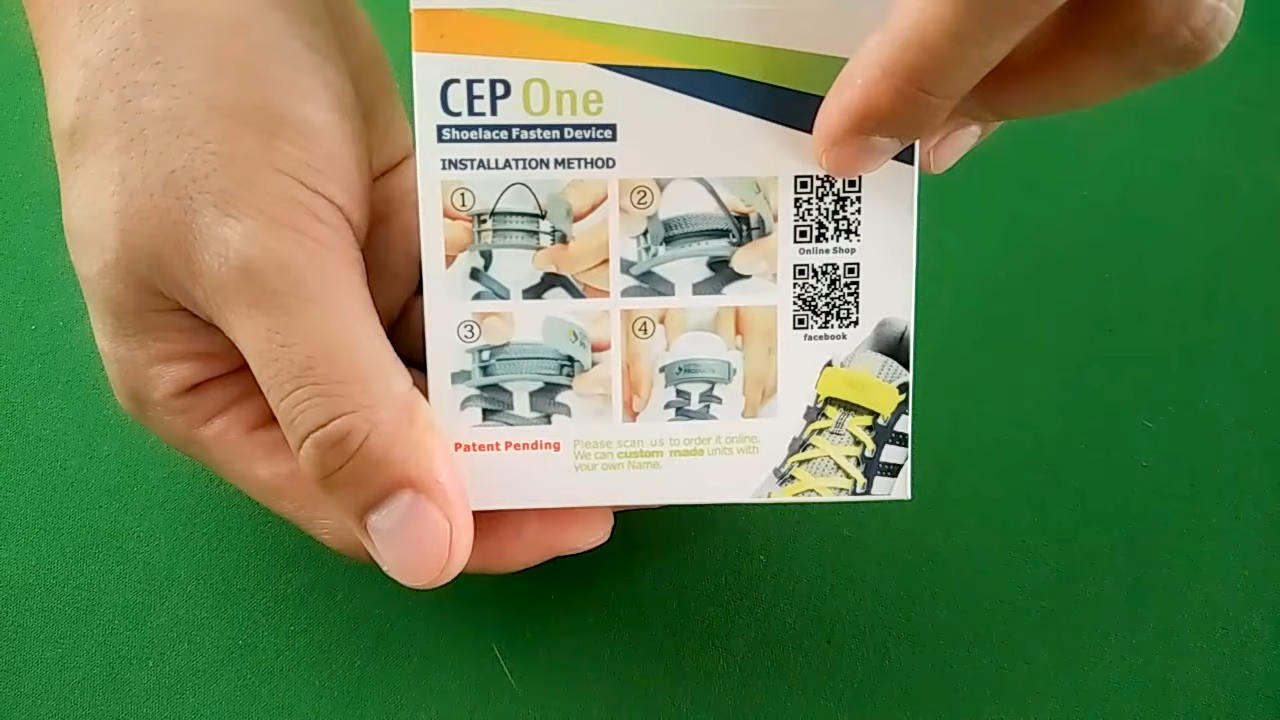 CEP One
Shoelace Fasten Device
INSTALLATION METHOD
1
2
Online Shop
3
4
facebook
Patent Pending
Please scan us to order it online.
We can custom made units with
your own Name.